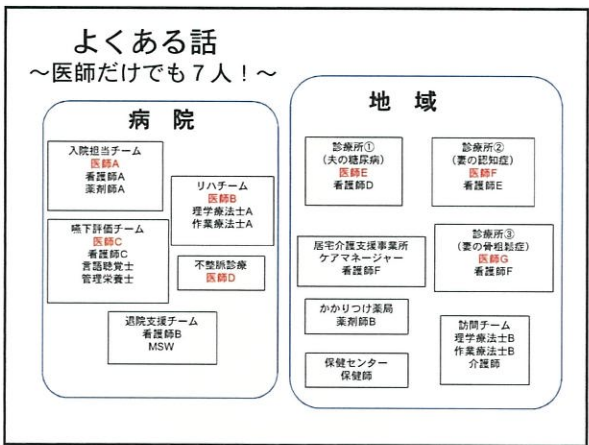 よくある話
～医師だけでも７人！～
病 院
入院担当チーム
医師A
看護師A
薬剤師A
リハチーム
医師B
理学療法士A
作業療法士A
嚥下評価チーム
医師C
看護師C
言語聴覚士
管理栄養士
不整脈診療
医師D
退院支援チーム
看護師B
MSW
地 域
診療所①
(夫の糖尿病)
医師E
看護師D
診療所②
(妻の認知症)
医師F
看護師E
居宅介護支援事業所
ケアマネージャー
看護師F
診療所③
(妻の骨粗鬆症)
医師G
看護師F
かかりつけ薬局
薬剤師B
訪問チーム
理学療法士B
作業療法士B
介護師
保健センター
保健師